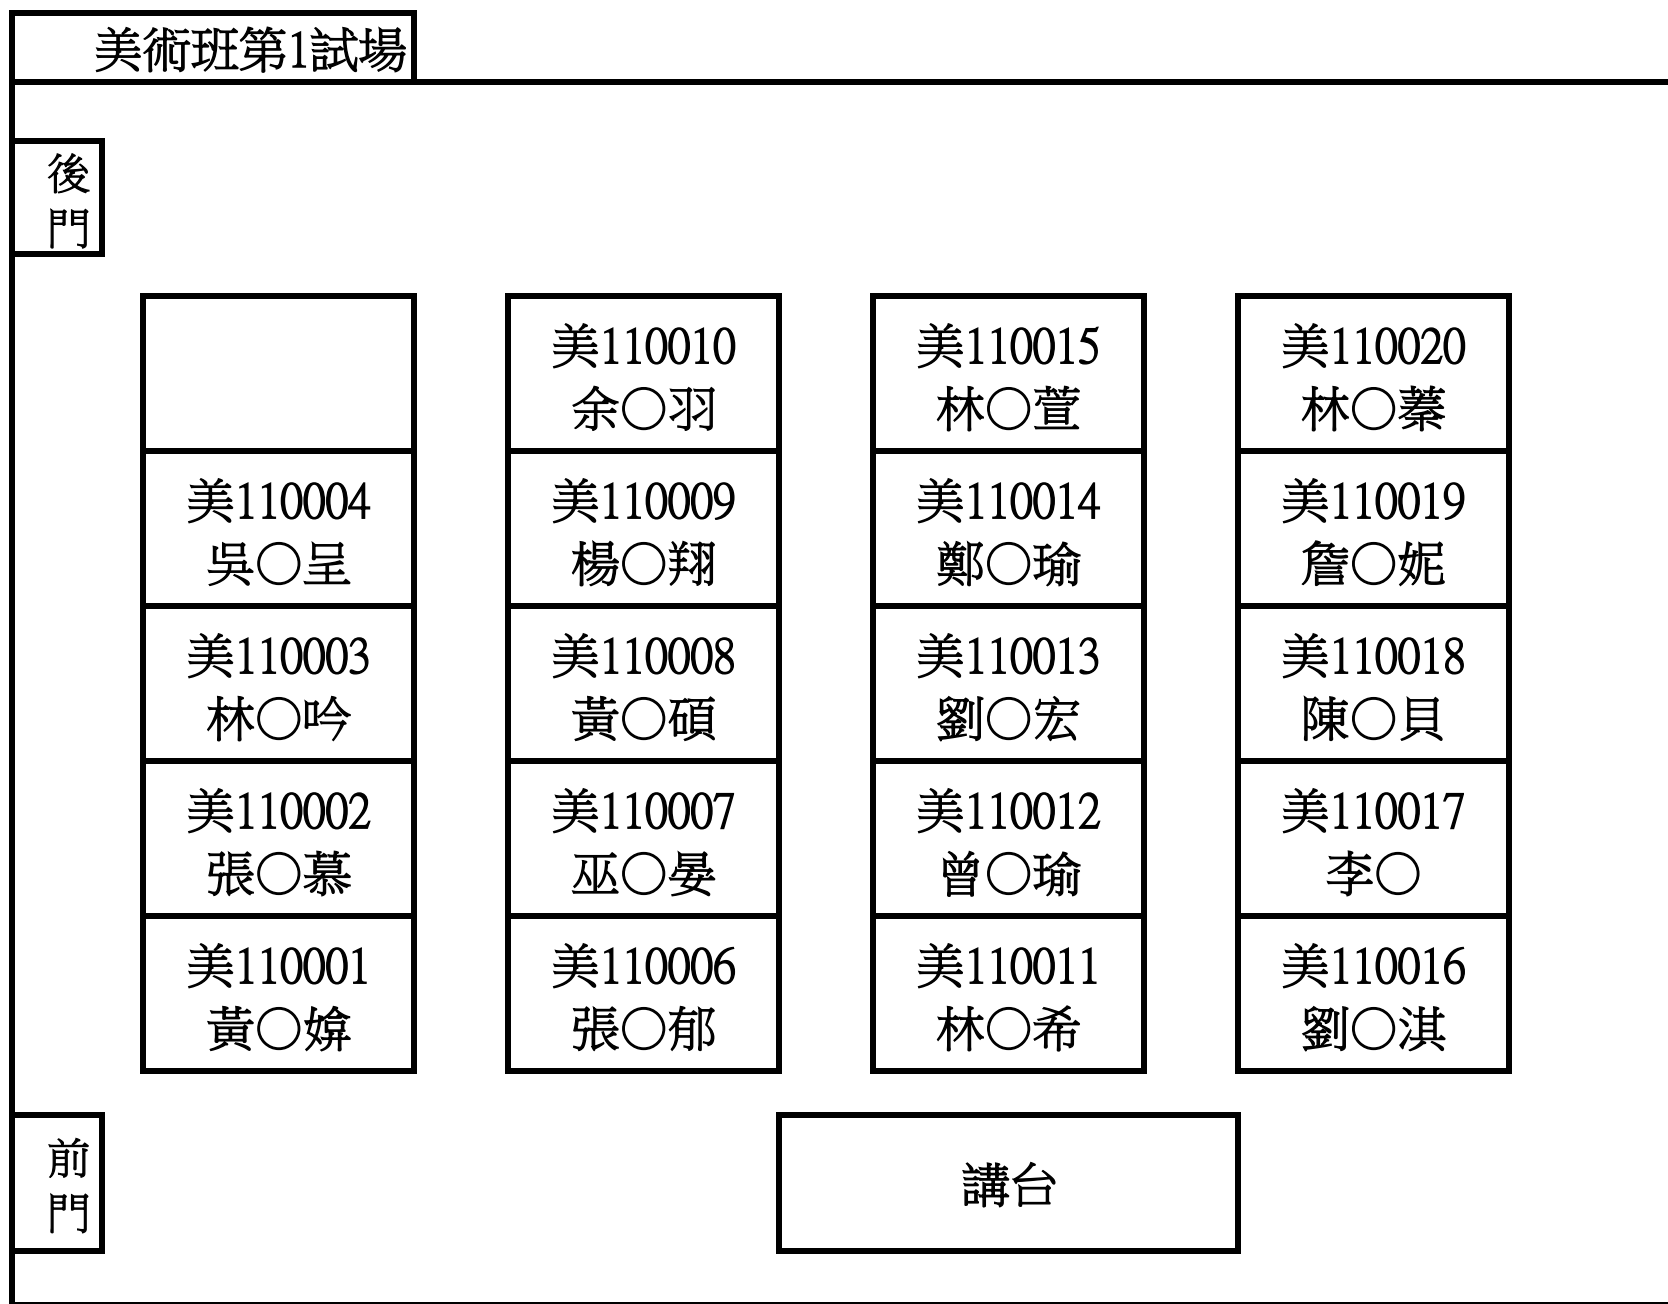 美術班第1試場
後
門
美110010
余○羽
美110015
林○萱
美110020
林○蓁
美110004
吳○呈
美110009
楊○翔
美110014
鄭○瑜
美110019
詹○妮
美110003
林○吟
美110008
黃○碩
美110013
劉○宏
美110018
陳○貝
美110002
張○慕
美110007
巫○晏
美110012
曾○瑜
美110017
李○
美110001
黃○媕
美110006
張○郁
美110011
林○希
美110016
劉○淇
前
門
講台